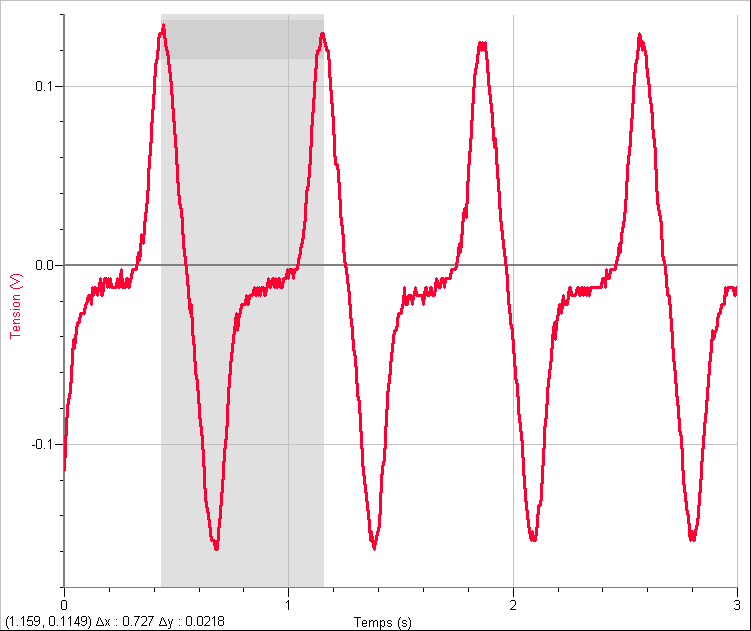 0.1
0.0
-0.1
Tension (V)
0 1 2 3
(1.159, 0.1149) Δx : 0.727 Δy : 0.0218 Temps (s)